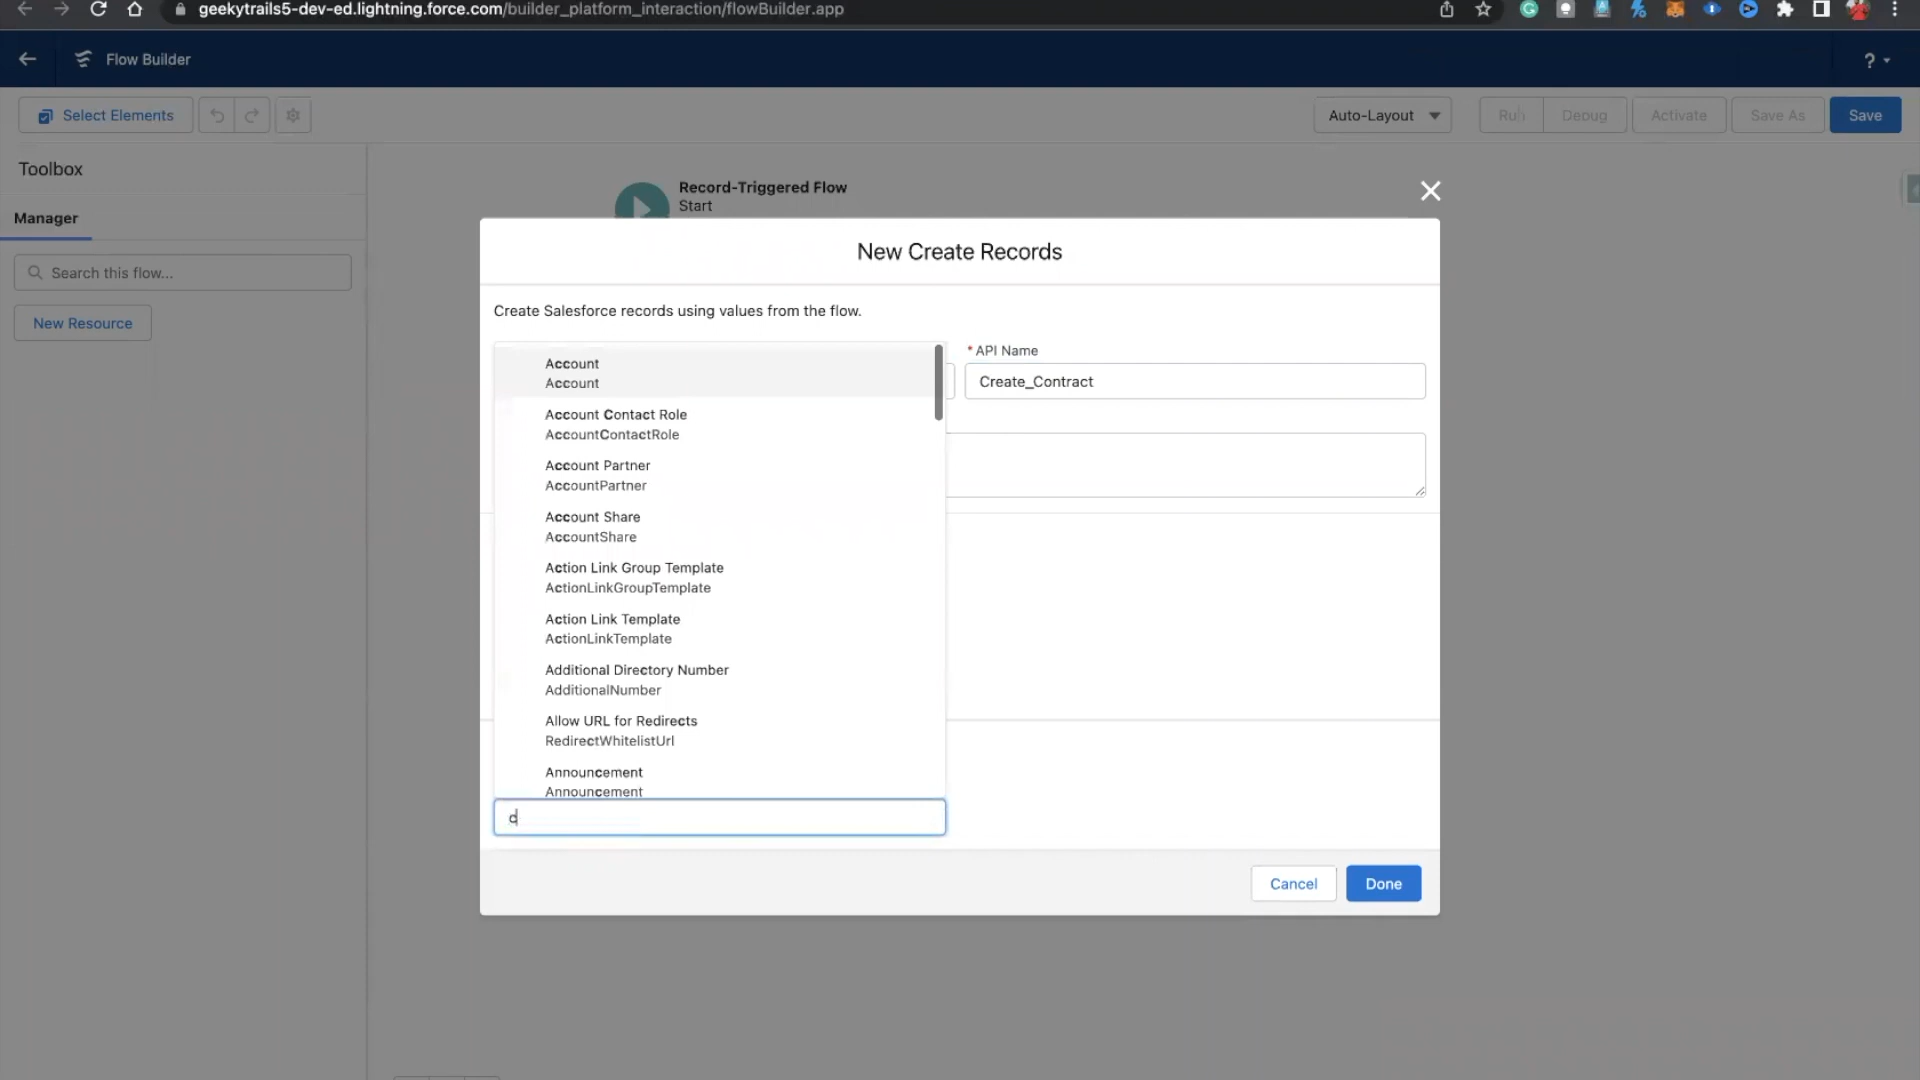 geekytrails5-dev-ed.lightning.force.com/builder_platform_interaction/flowBuilder.app
Flow Builder
?
Select Elements
Auto-Layout
Run
Debug
Activate
Save As
Save
Toolbox
Manager
Search this flow...
New Resource
Record-Triggered Flow
Start
New Create Records
Create Salesforce records using values from the flow.
* API Name
Create_Contract
Account
Account
Account Contact Role
AccountContactRole
Account Partner
AccountPartner
Account Share
AccountShare
Action Link Group Template
ActionLinkGroupTemplate
Action Link Template
ActionLinkTemplate
Additional Directory Number
AdditionalNumber
Allow URL for Redirects
RedirectWhitelistUrl
Announcement
Announcement
c
Cancel
Done